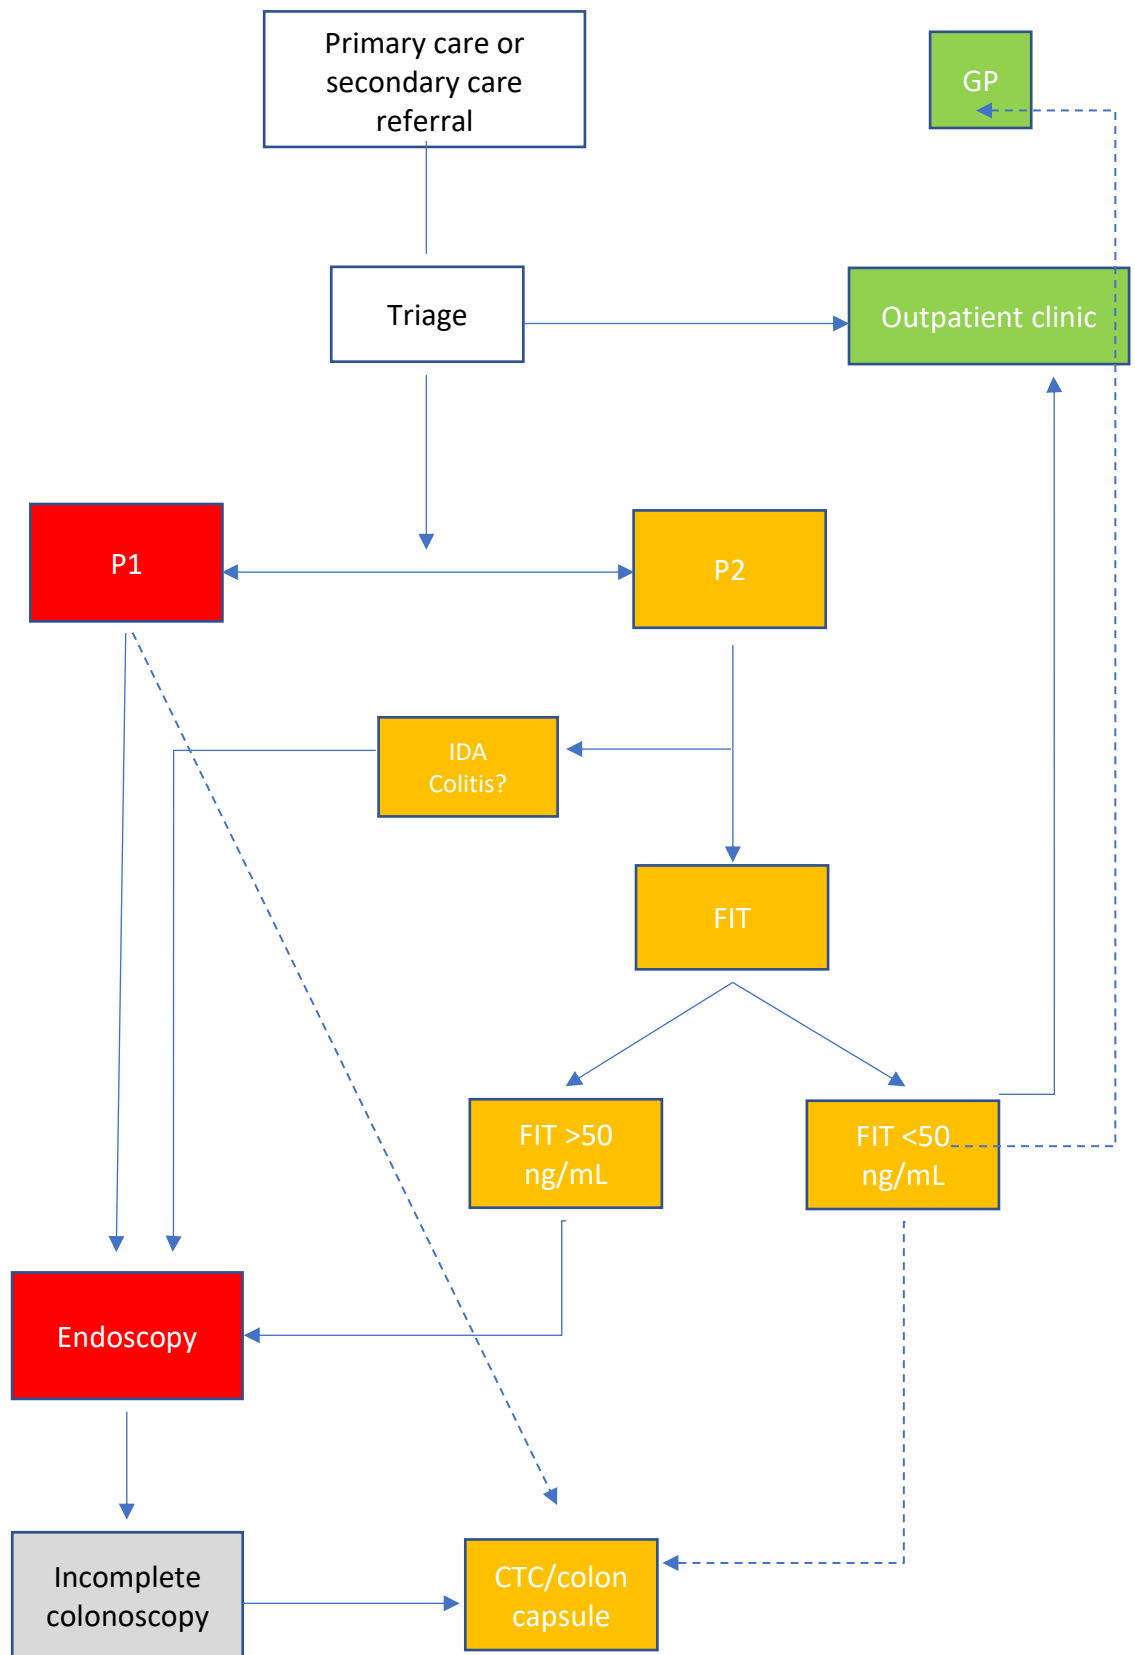 Primary care or
secondary care
referral
GP
Triage
Outpatient clinic
P1
P2
IDA
Colitis?
FIT
FIT >50
ng/mL
FIT <50
ng/mL
Endoscopy
Incomplete
colonoscopy
CTC/colon
capsule